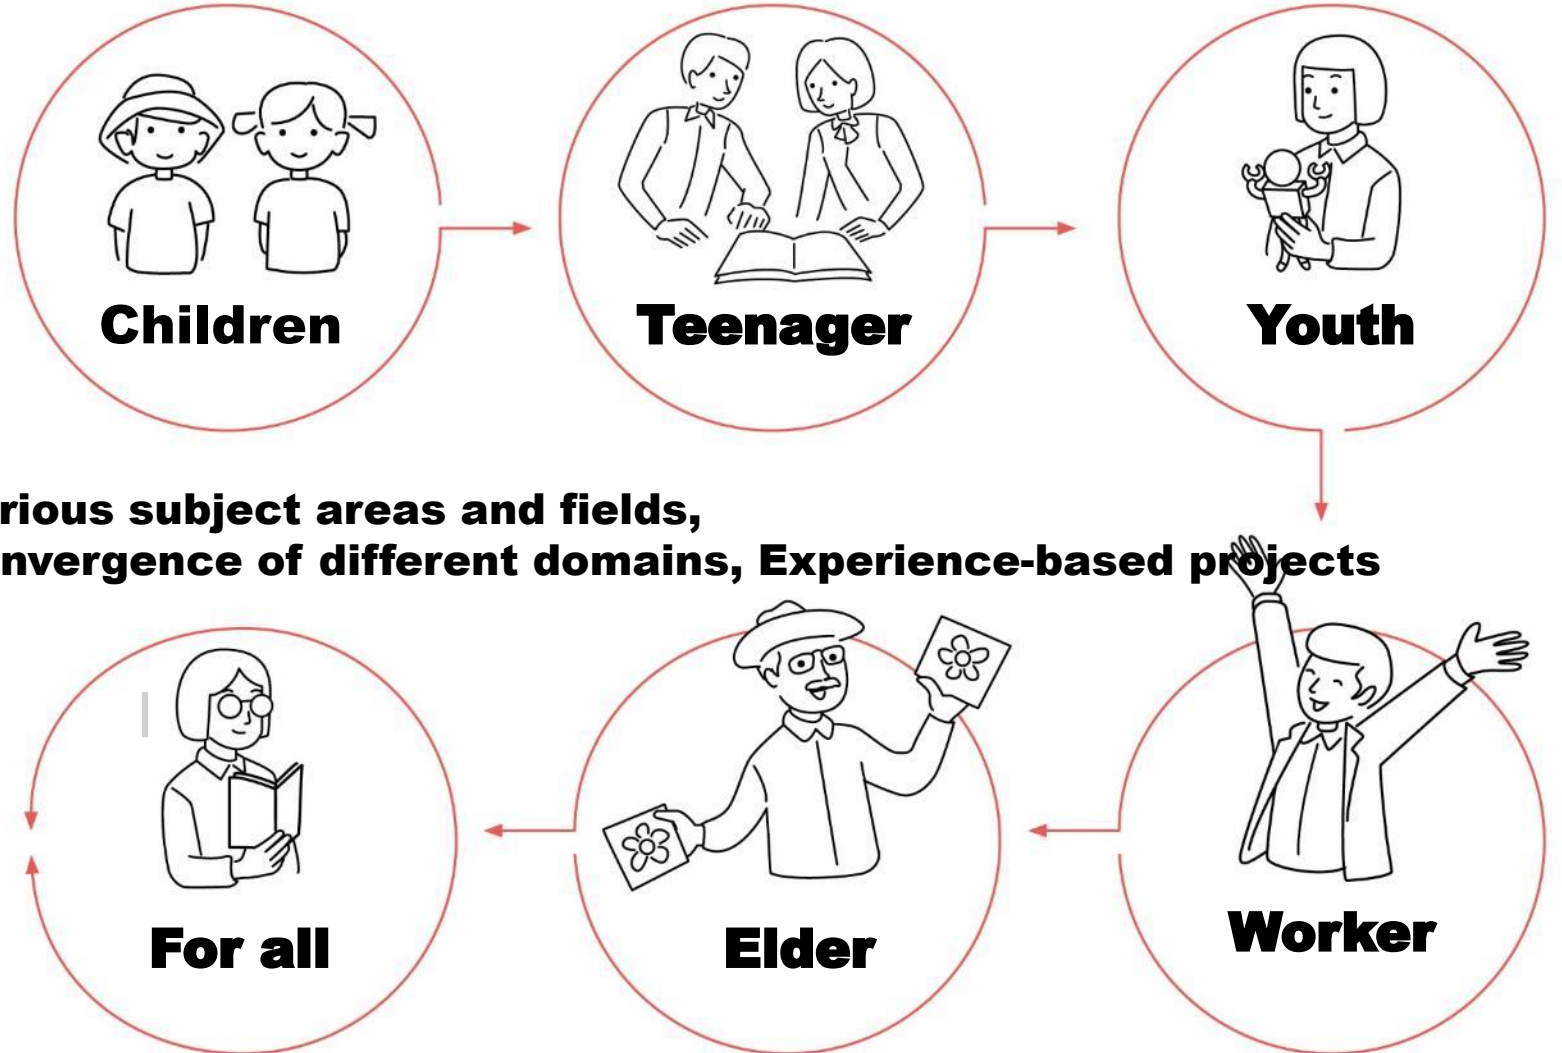 Children
Teenager
Youth
rious subject areas and fields,
nvergence of different domains, Experience-based projects
For all
Elder
Worker